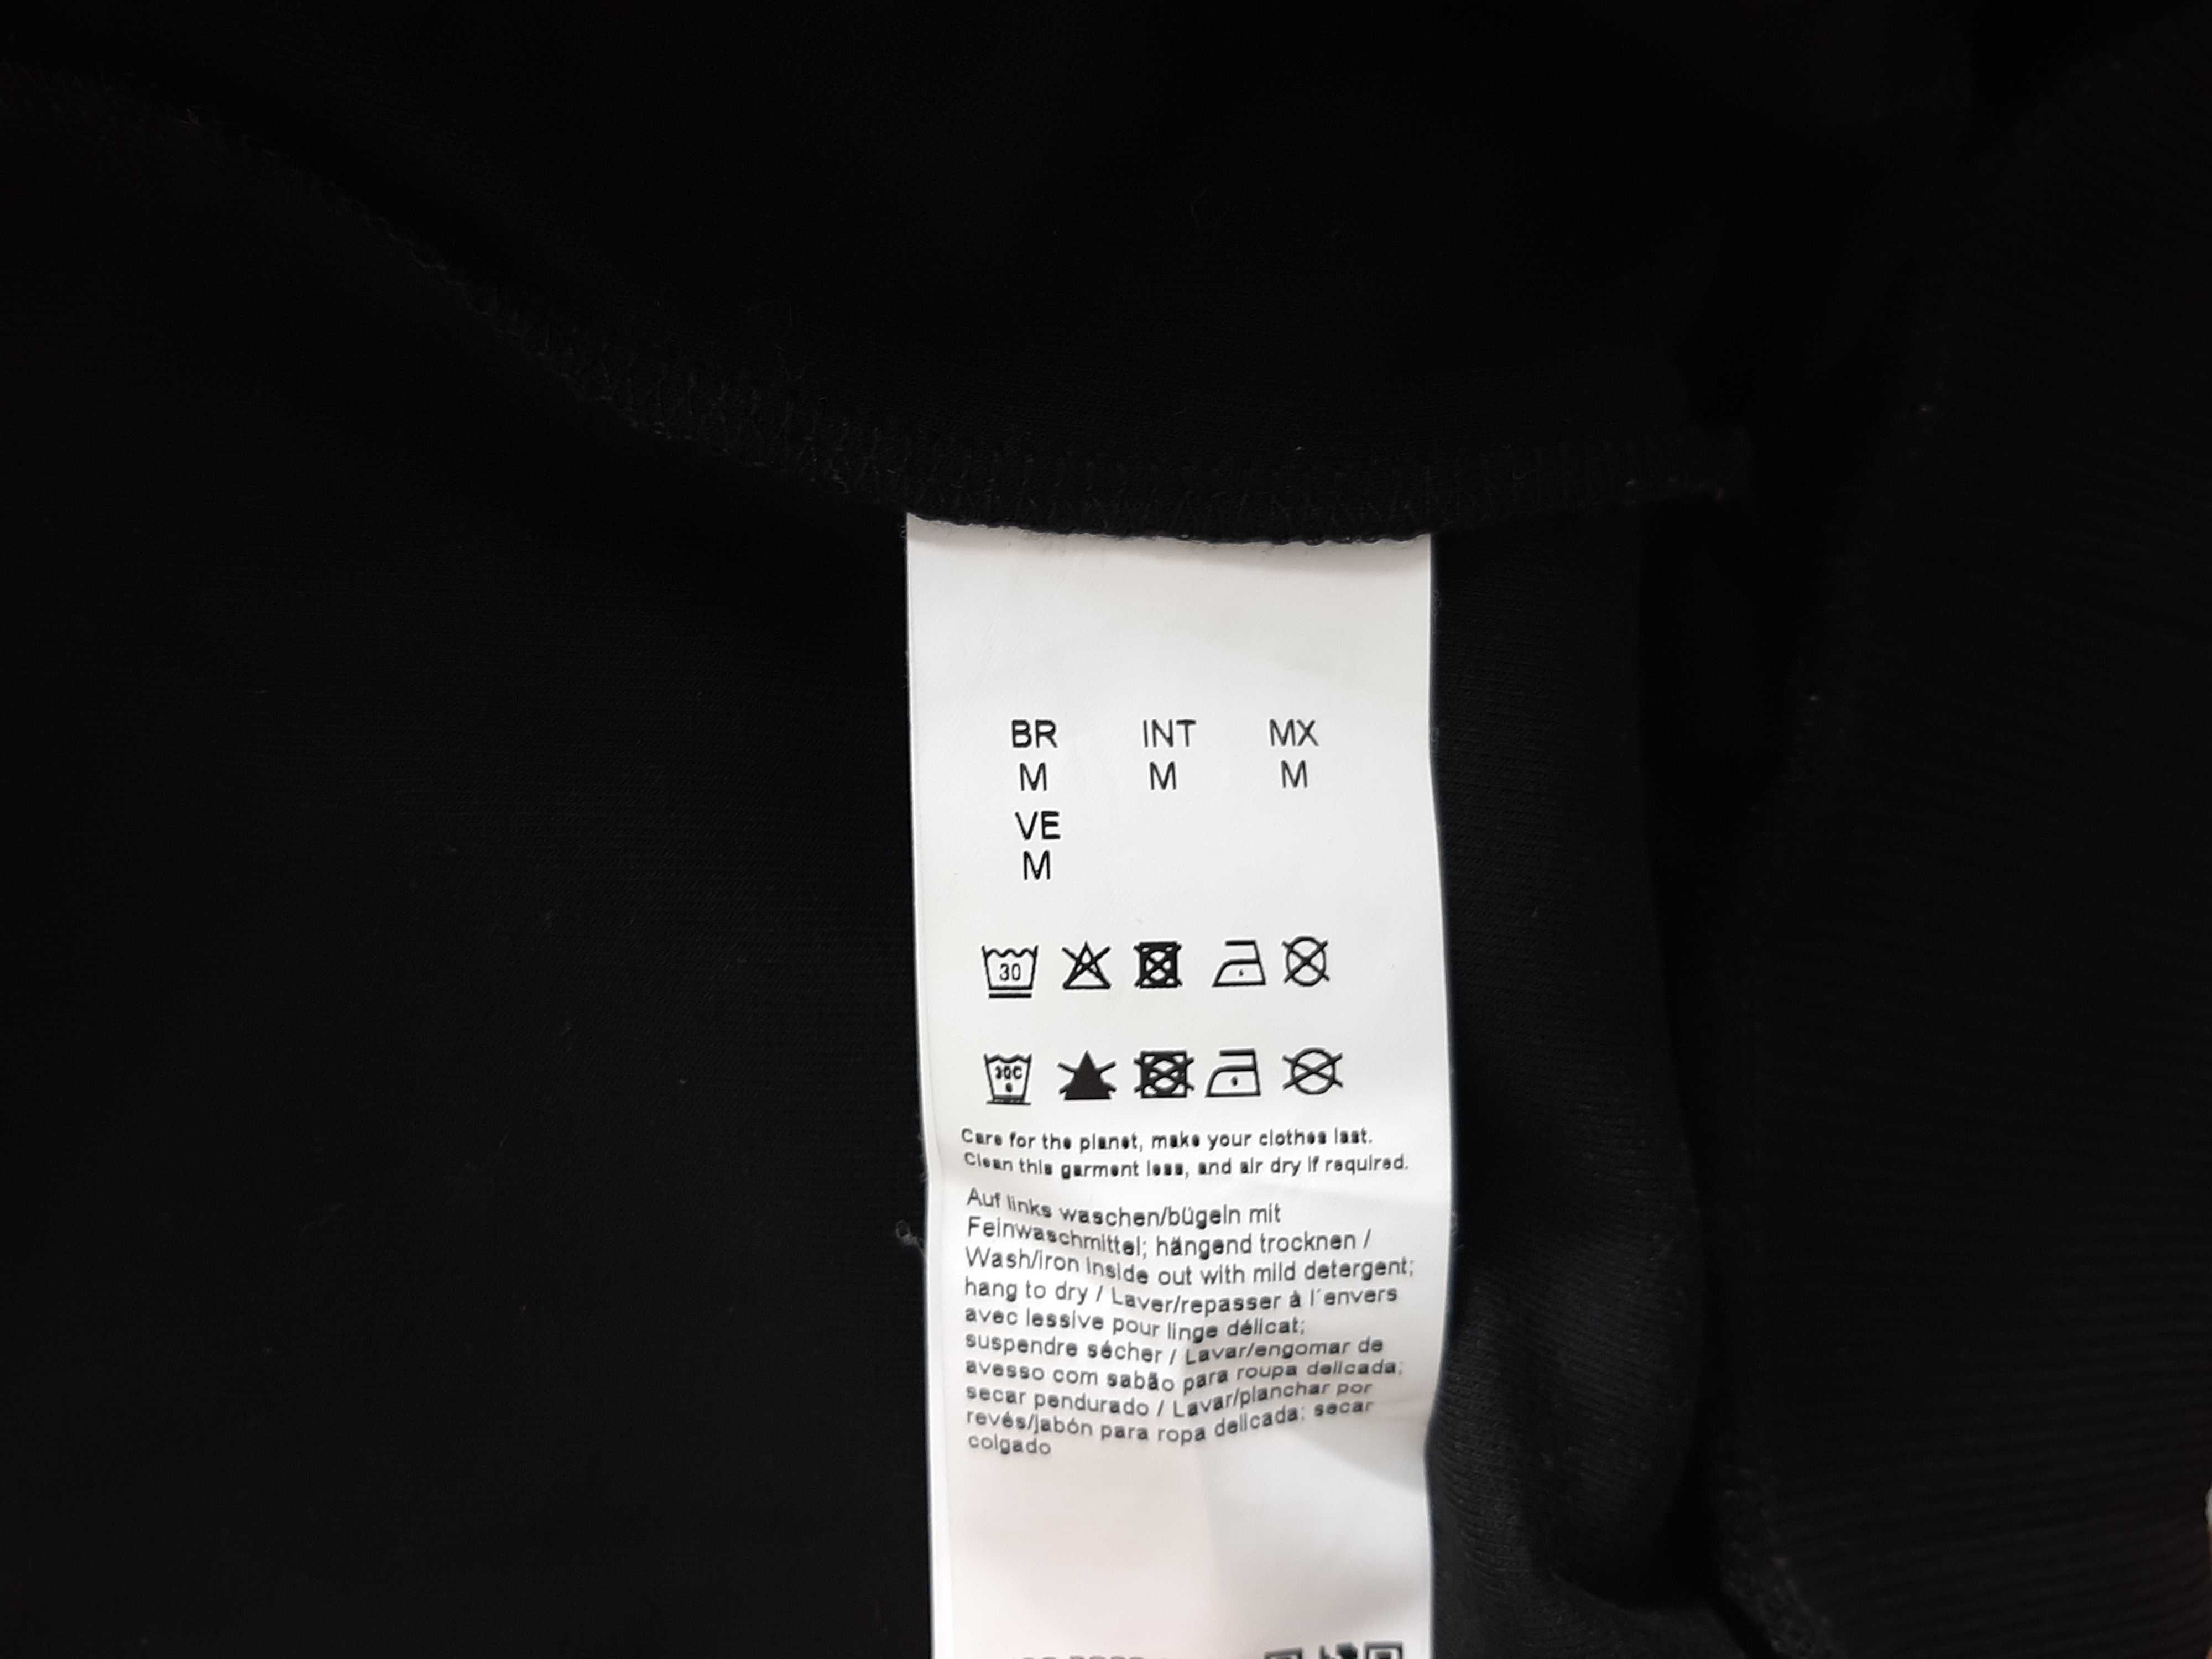 BR INT MX
M M M
VE
M
30
30C
Care for the planet, make your clothes last.
Clean this garment less, and air dry if required.
Auf links waschen/bügeln mit
Feinwaschmittel; hängend trocknen /
Wash/iron inside out with mild detergent;
hang to dry / Laver/repasser à l´envers
avec lessive pour linge délicat;
suspendre sécher / Lavar/engomar de
avesso com sabão para roupa delicada;
secar pendurado / Lavar/planchar por
revés/jabón para ropa delicada; secar
colgado